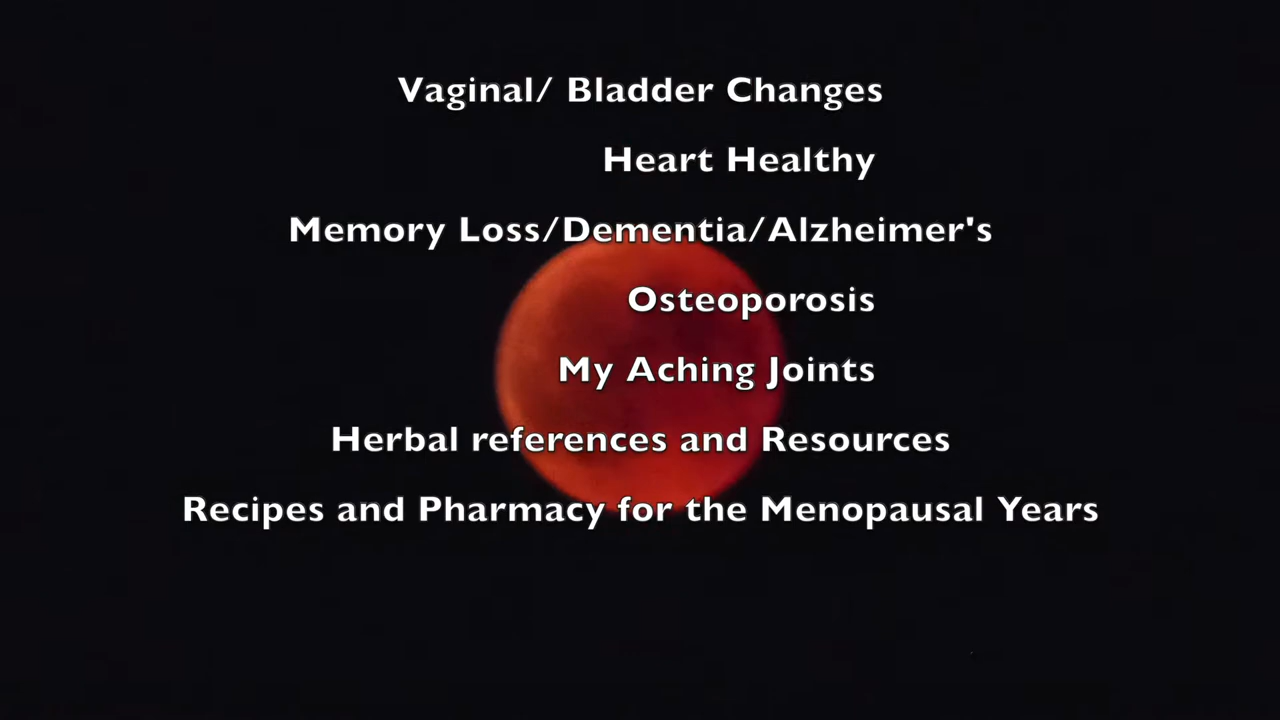 Vaginal/ Bladder Changes
Heart Healthy
Memory Loss/Dementia/Alzheimer's
Osteoporosis
My Aching Joints
Herbal references and Resources
Recipes and Pharmacy for the Menopausal Years